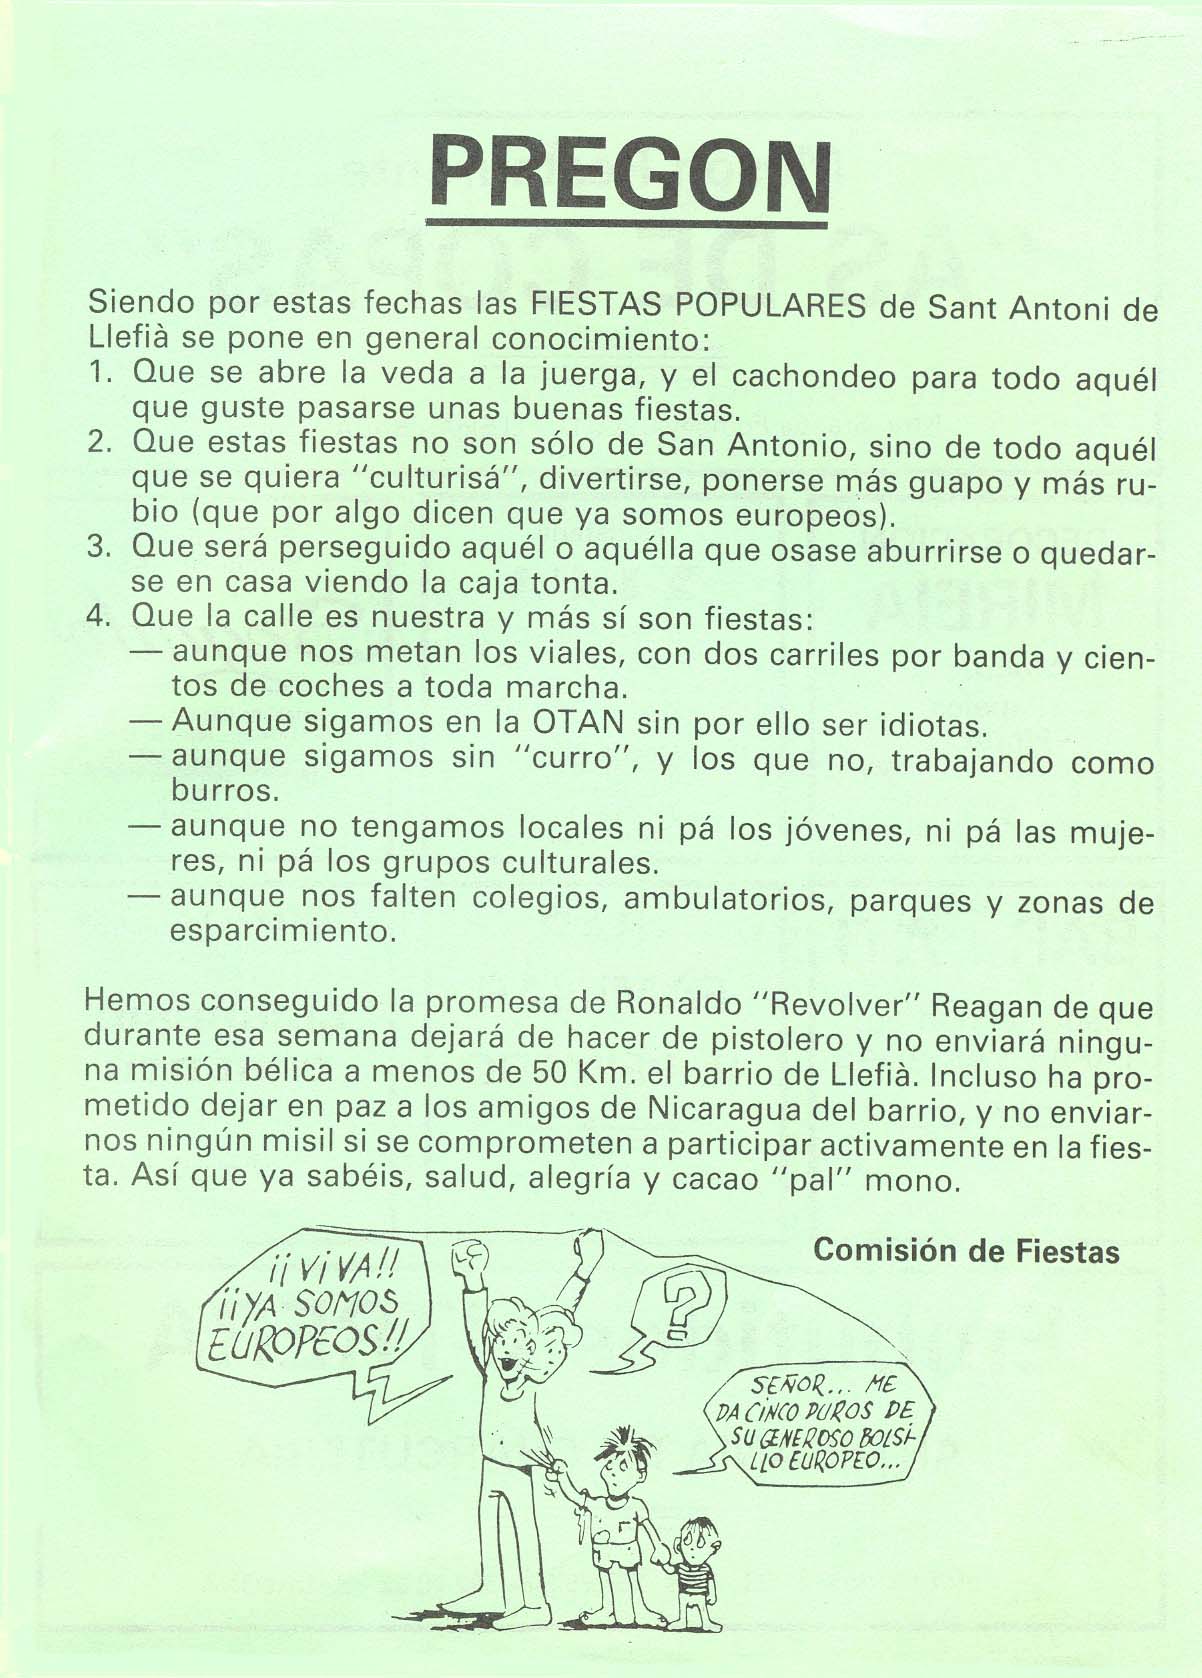 PREGON
Siendo por estas fechas las FIESTAS POPULARES de Sant Antoni de
Llefià se pone en general conocimiento:
1. Que se abre la veda a la juerga, y el cachondeo para todo aquél
que guste pasarse unas buenas fiestas.
2. Que estas fiestas no son sólo de San Antonio, sino de todo aquél
que se quiera "culturisá", divertirse, ponerse más guapo y más ru-
bio (que por algo dicen que ya somos europeos).
3. Que será perseguido aquél o aquélla que osase aburrirse o quedar-
se en casa viendo la caja tonta.
4. Que la calle es nuestra y más sí son fiestas:
— aunque nos metan los viales, con dos carriles por banda y cien-
tos de coches a toda marcha.
— Aunque sigamos en la OTAN sin por ello ser idiotas.
— aunque sigamos sin "curro", y los que no, trabajando como
burros.
— aunque no tengamos locales ni pá los jóvenes, ni pá las muje-
res, ni pá los grupos culturales.
— aunque nos falten colegios, ambulatorios, parques y zonas de
esparcimiento.
Hemos conseguido la promesa de Ronaldo "Revolver" Reagan de que
durante esa semana dejará de hacer de pistolero y no enviará ningu-
na misión bélica a menos de 50 Km. el barrio de Llefià. Incluso ha pro-
metido dejar en paz a los amigos de Nicaragua del barrio, y no enviar-
nos ningún misil si se comprometen a participar activamente en la fies-
ta. Así que ya sabéis, salud, alegría y cacao "pal" mono.
Comisión de Fiestas
¡¡ViVA!!
¡¡YA SOMOS
EUROPEOS!!
?
SEÑOR... ME
DA CINCO DUROS DE
SU GENEROSO BOLSI-
LLO EUROPEO...